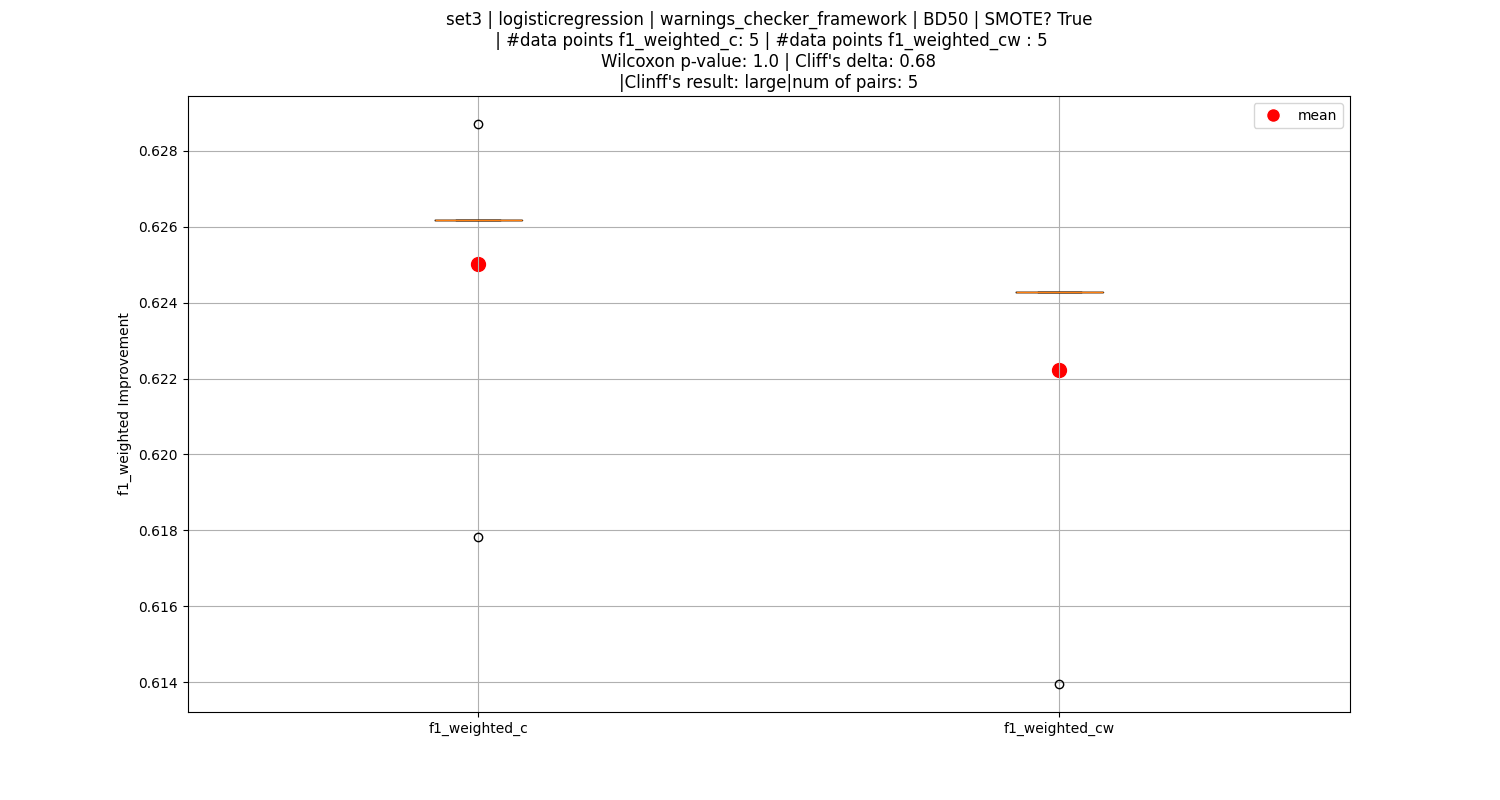 set3 | logisticregression | warnings_checker_framework | BD50 | SMOTE? True
| #data points f1_weighted_c: 5 | #data points f1_weighted_cw : 5
Wilcoxon p-value: 1.0 | Cliff's delta: 0.68
|Clinff's result: large|num of pairs: 5
mean
0.628
0.626
0.624
0.622
0.620
0.618
0.616
0.614
f1_weighted Improvement
f1_weighted_c
f1_weighted_cw